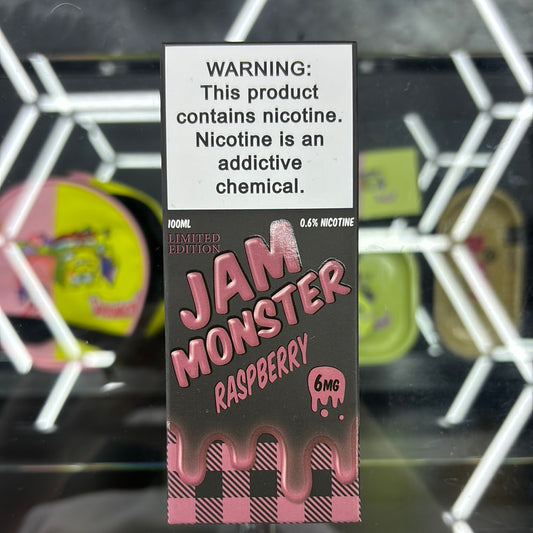 WARNING:
This product
contains nicotine.
Nicotine is an
addictive
chemical.
100ML
0.6% NICOTINE
LIMITED
EDITION
JAM
MONSTER
RASPBERRY
6MG